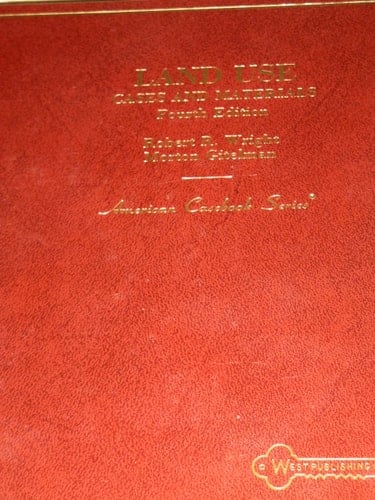 LAND USE
CASES AND MATERIALS
Fourth Edition
Robert R. Wright
Morton Gitelman
American Casebook Series®
WEST PUBLISHING